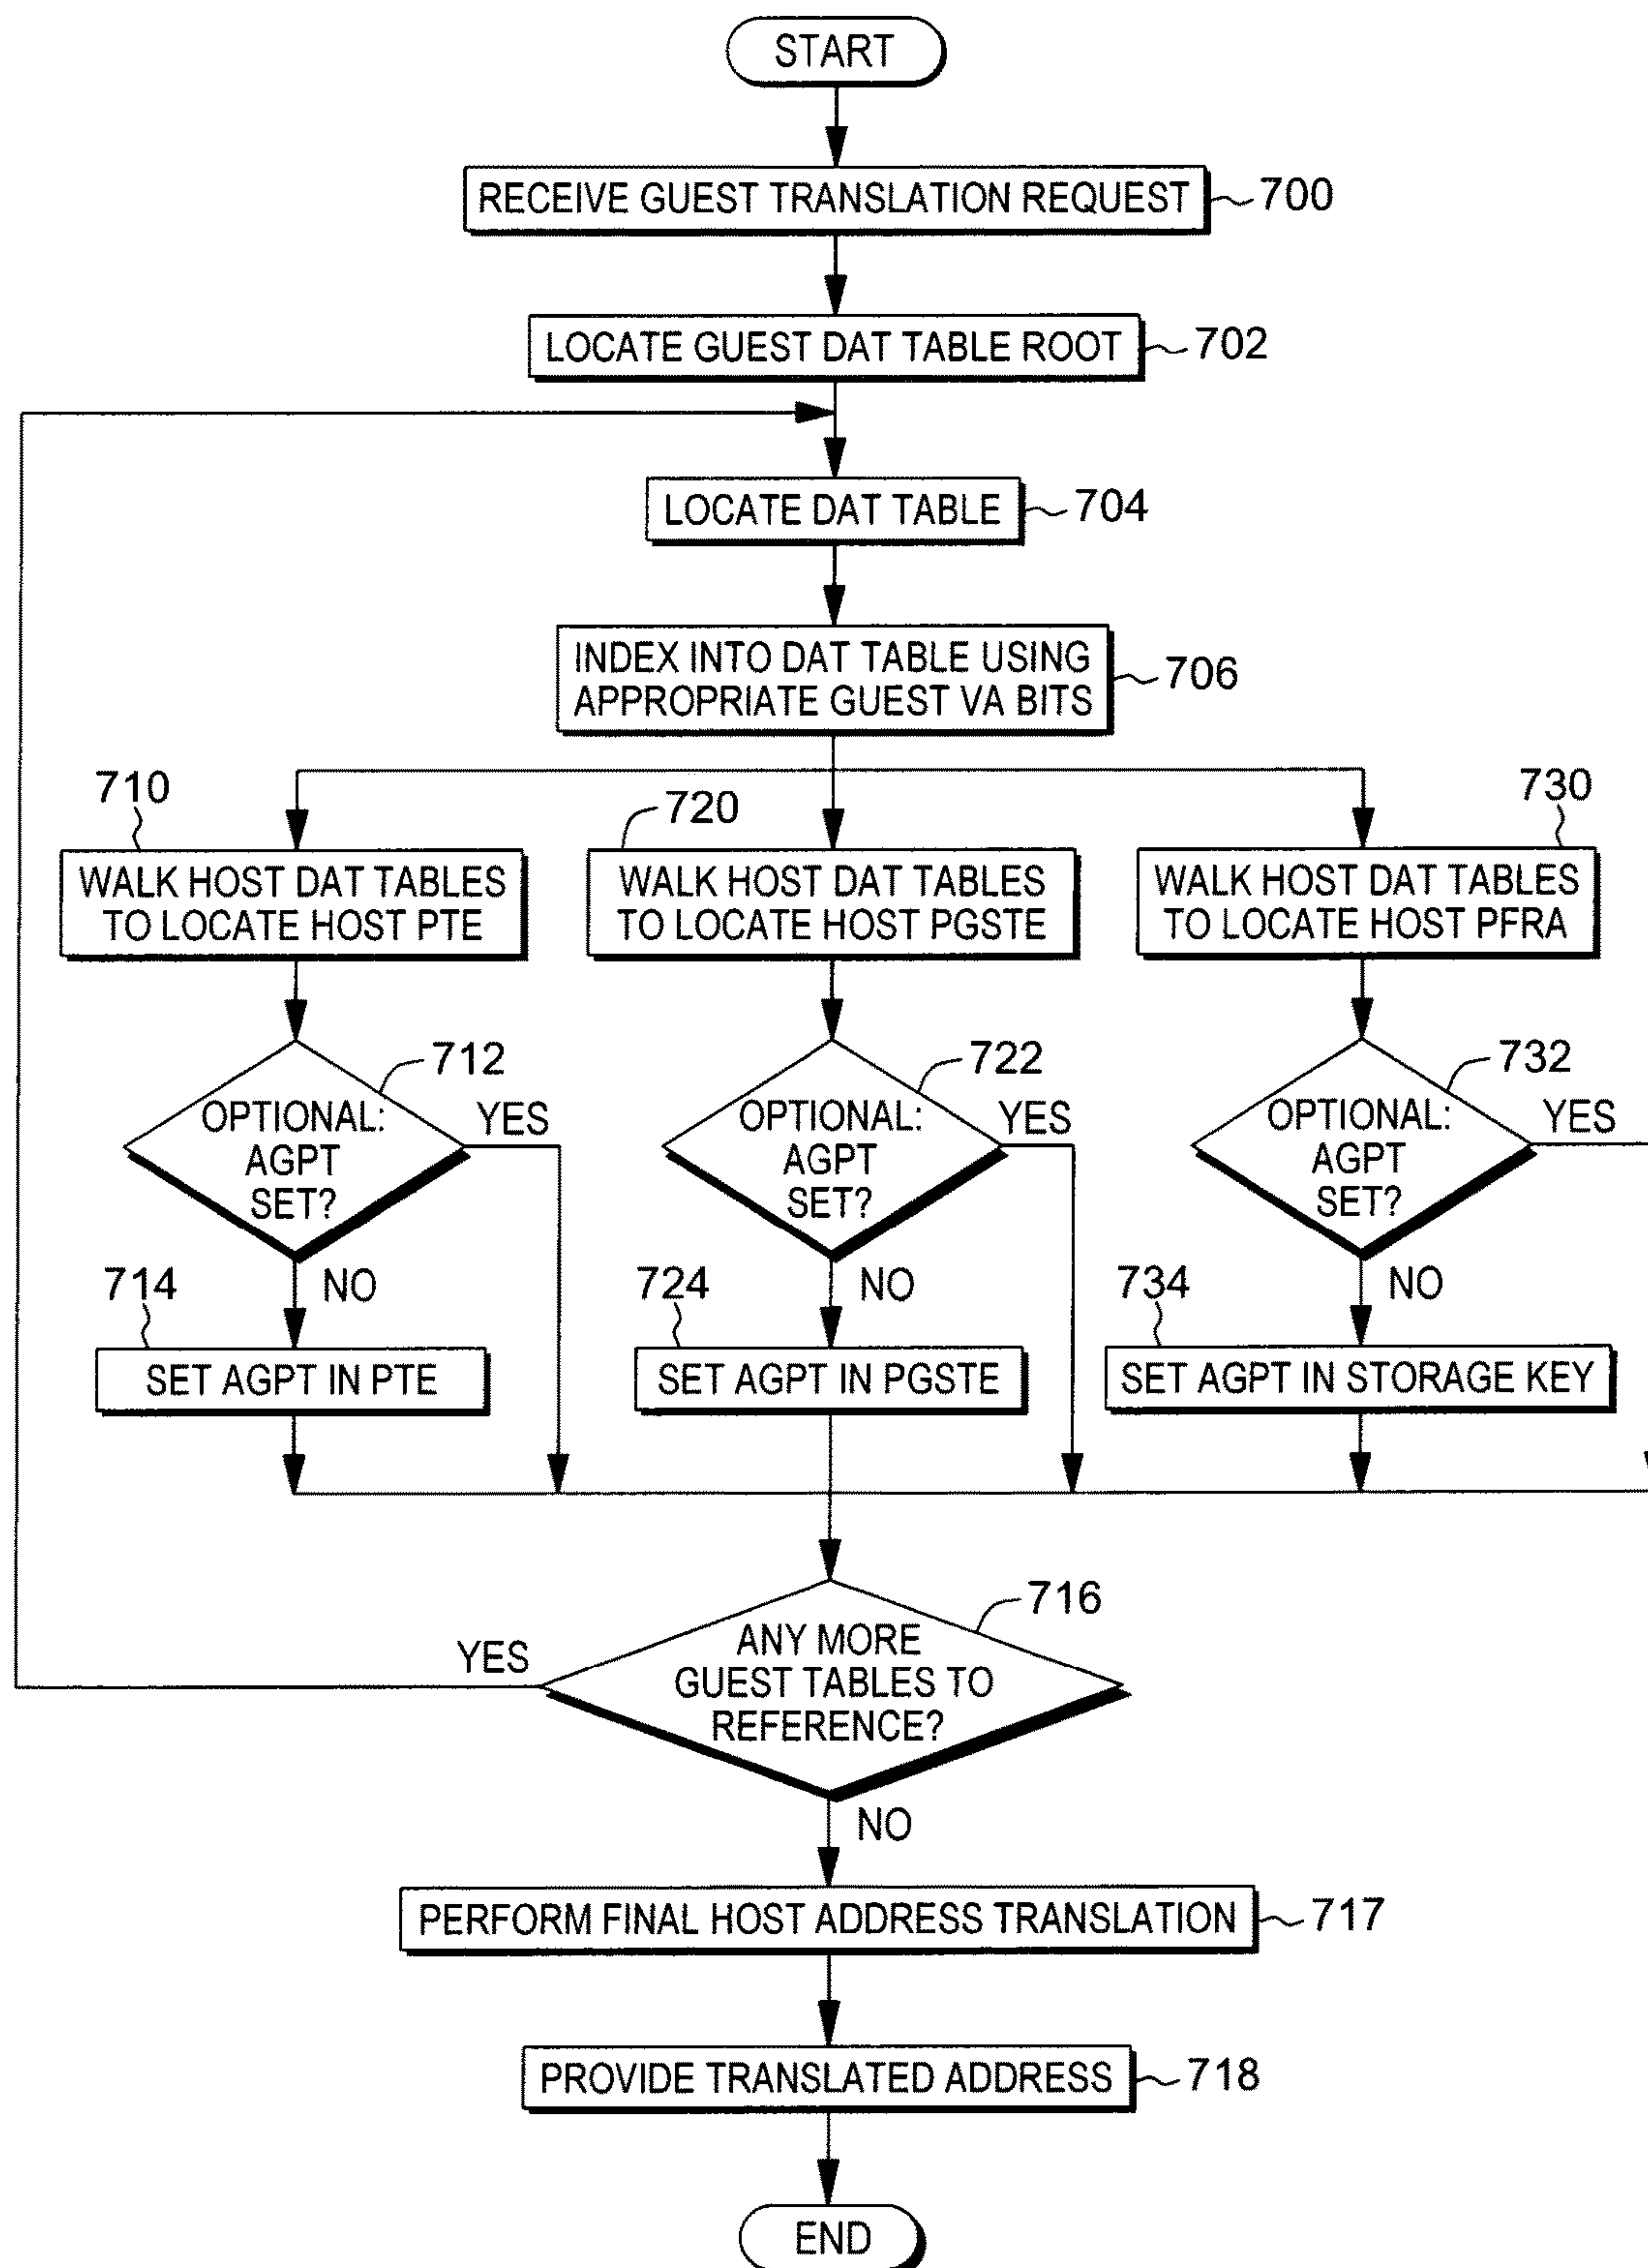 START
RECEIVE GUEST TRANSLATION REQUEST
700
LOCATE GUEST DAT TABLE ROOT
702
LOCATE DAT TABLE
704
INDEX INTO DAT TABLE USING
APPROPRIATE GUEST VA BITS
706
710
WALK HOST DAT TABLES
TO LOCATE HOST PTE
720
WALK HOST DAT TABLES
TO LOCATE HOST PGSTE
730
WALK HOST DAT TABLES
TO LOCATE HOST PFRA
712
OPTIONAL:
AGPT
SET?
YES
NO
722
OPTIONAL:
AGPT
SET?
YES
NO
732
OPTIONAL:
AGPT
SET?
YES
NO
714
SET AGPT IN PTE
724
SET AGPT IN PGSTE
734
SET AGPT IN STORAGE KEY
716
ANY MORE
GUEST TABLES TO
REFERENCE?
YES
NO
PERFORM FINAL HOST ADDRESS TRANSLATION
717
PROVIDE TRANSLATED ADDRESS
718
END